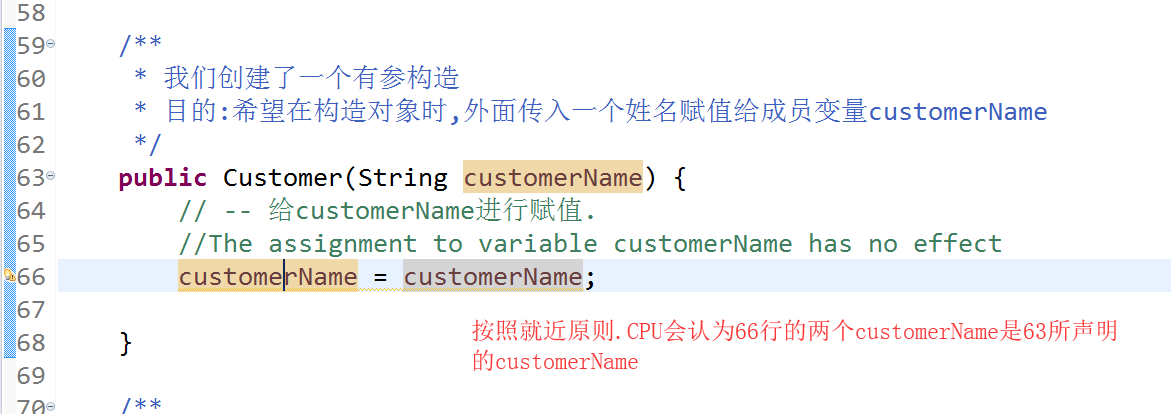 58
59 /**
60 * 我们创建了一个有参构造
61 * 目的:希望在构造对象时,外面传入一个姓名赋值给成员变量customerName
62 */
63 public Customer(String customerName) {
64 // -- 给customerName进行赋值.
65 //The assignment to variable customerName has no effect
66 customerName = customerName;
67
按照就近原则.CPU会认为66行的两个customerName是63所声明
68 }
的customerName
69
70 /**